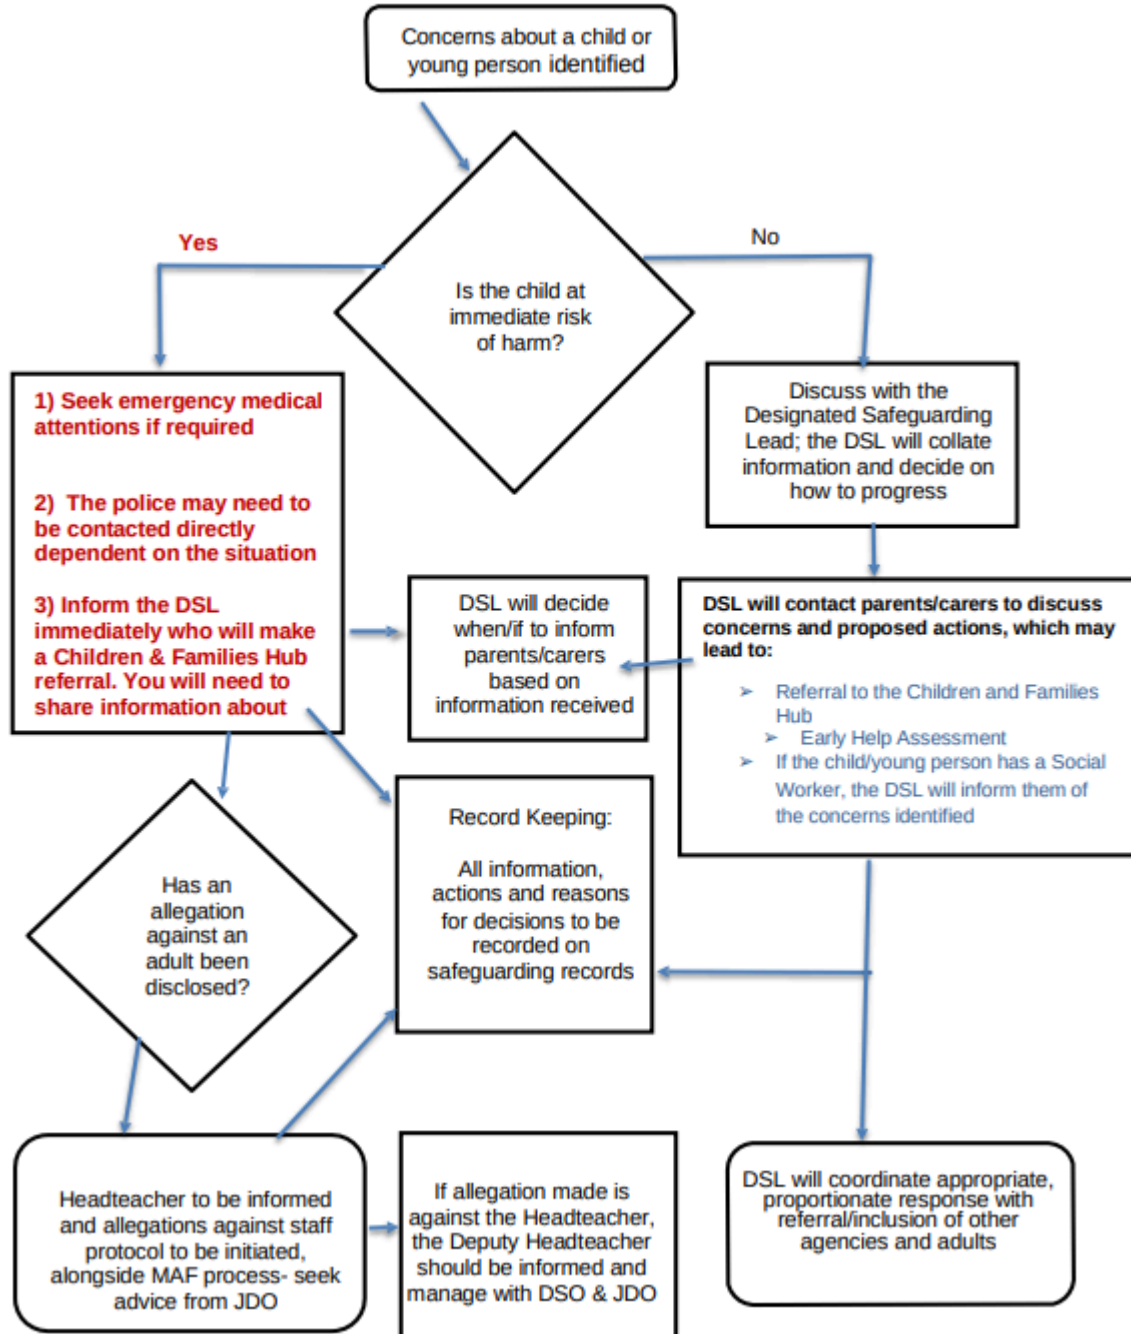 Concerns about a child or
young person identified
Yes
No
Is the child at
immediate risk
of harm?
1) Seek emergency medical
attentions if required
2) The police may need to
be contacted directly
dependent on the situation
3) Inform the DSL
immediately who will make
a Children & Families Hub
referral. You will need to
share information about
Discuss with the
Designated Safeguarding
Lead; the DSL will collate
information and decide on
how to progress
DSL will decide
when/if to inform
parents/carers
based on
information received
DSL will contact parents/carers to discuss
concerns and proposed actions, which may
lead to:
➢ Referral to the Children and Families
Hub
➢ Early Help Assessment
➢ If the child/young person has a Social
Worker, the DSL will inform them of
the concerns identified
Record Keeping:
All information,
actions and reasons
for decisions to be
recorded on
safeguarding records
Has an
allegation
against an
adult been
disclosed?
Headteacher to be informed
and allegations against staff
protocol to be initiated,
alongside MAF process- seek
advice from JDO
If allegation made is
against the Headteacher,
the Deputy Headteacher
should be informed and
manage with DSO & JDO
DSL will coordinate appropriate,
proportionate response with
referral/inclusion of other
agencies and adults